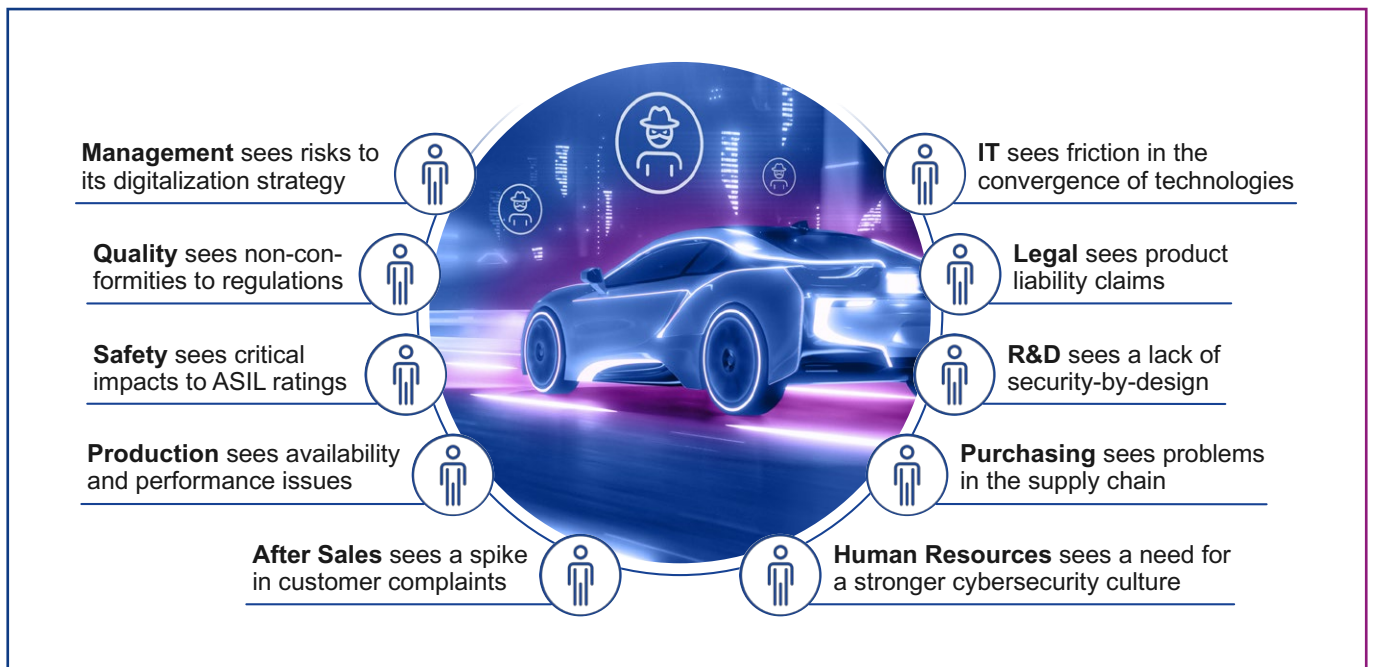 Management sees risks to
its digitalization strategy
Quality sees non-con-
formities to regulations
Safety sees critical
impacts to ASIL ratings
Production sees availability
and performance issues
After Sales sees a spike
in customer complaints
IT sees friction in the
convergence of technologies
Legal sees product
liability claims
R&D sees a lack of
security-by-design
Purchasing sees problems
in the supply chain
Human Resources sees a need for
a stronger cybersecurity culture